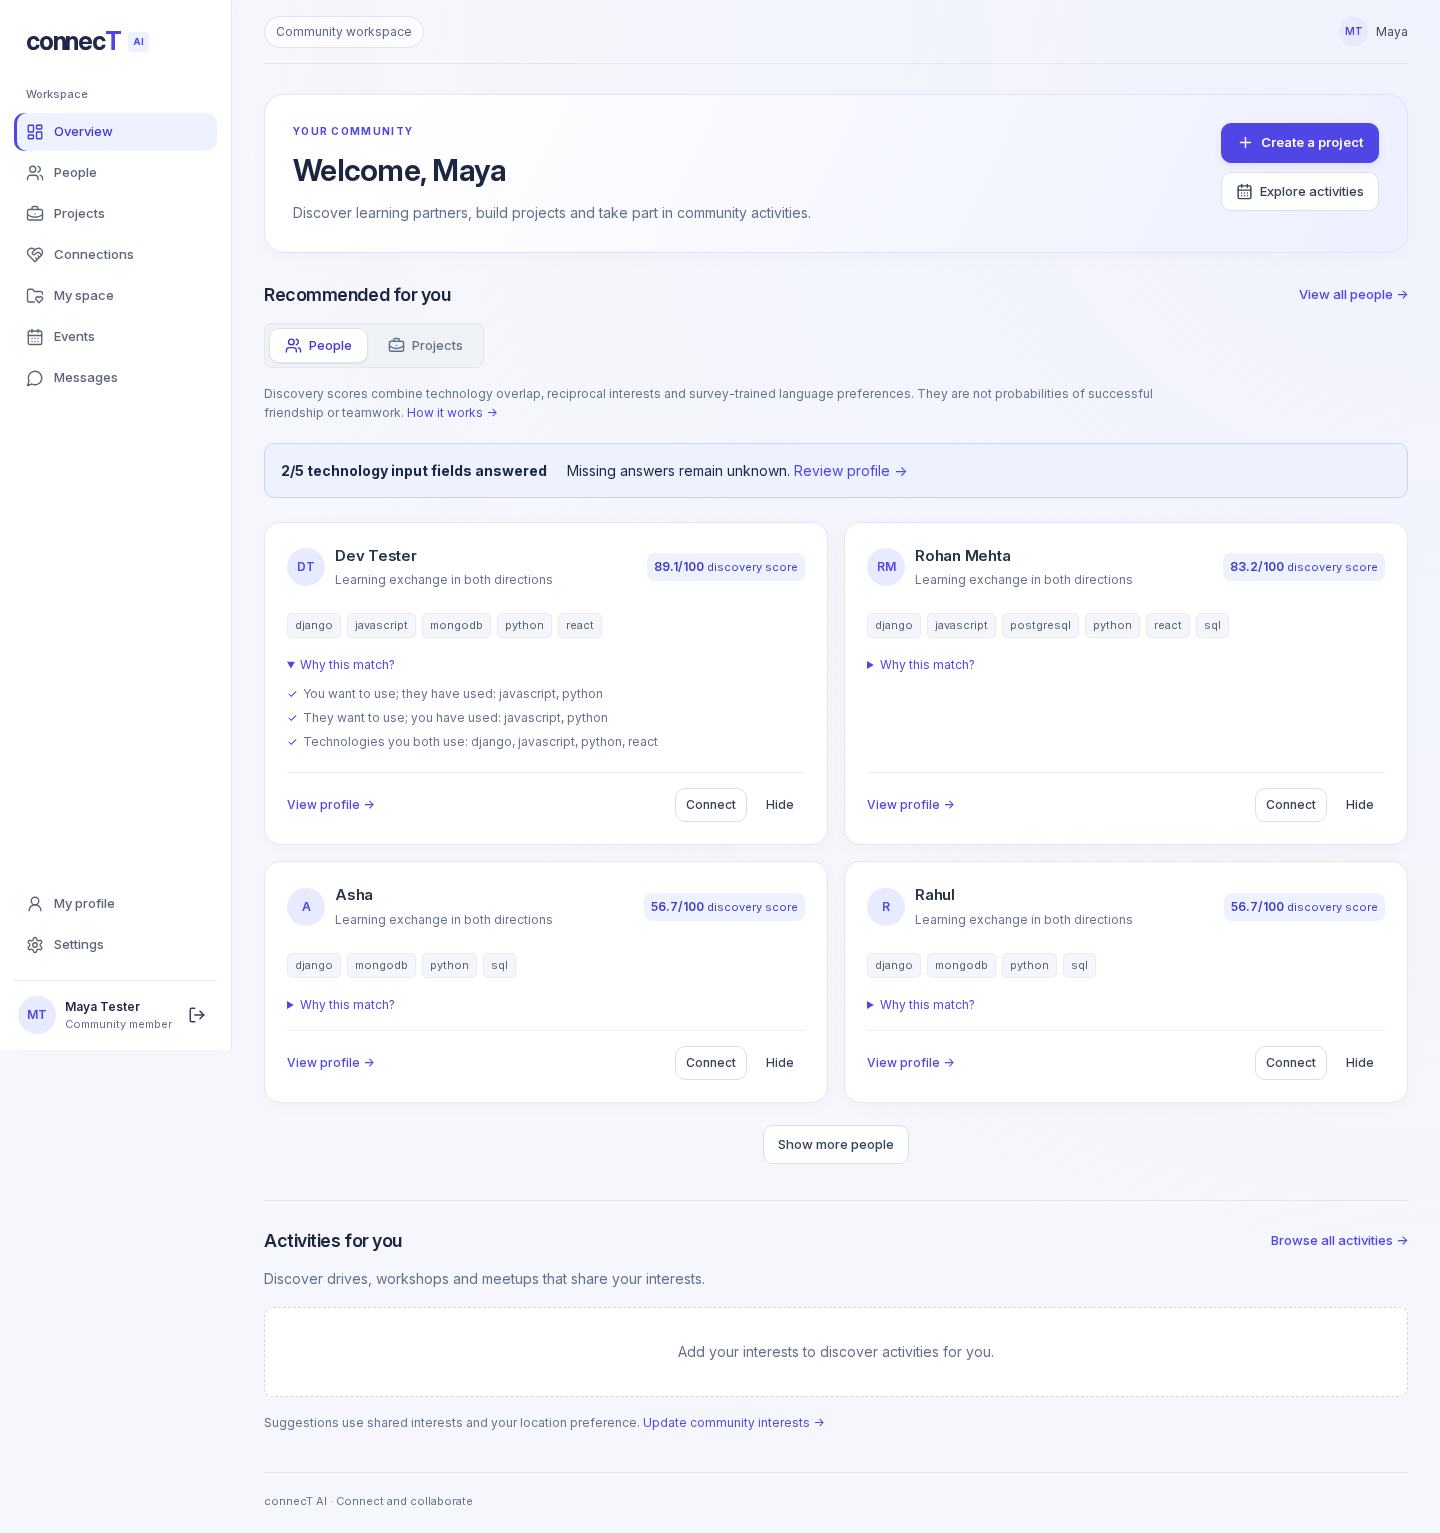 connecT AI
Workspace
Overview
People
Projects
Connections
My space
Events
Messages
My profile
Settings
MT
Maya Tester
Community member
Community workspace
MT Maya
YOUR COMMUNITY
Welcome, Maya
Discover learning partners, build projects and take part in community activities.
Create a project
Explore activities
Recommended for you
View all people →
People
Projects
Discovery scores combine technology overlap, reciprocal interests and survey-trained language preferences. They are not probabilities of successful
friendship or teamwork. How it works →
2/5 technology input fields answered Missing answers remain unknown. Review profile →
DT
Dev Tester
Learning exchange in both directions
89.1/100 discovery score
django javascript mongodb python react
▼ Why this match?
✓ You want to use; they have used: javascript, python
✓ They want to use; you have used: javascript, python
✓ Technologies you both use: django, javascript, python, react
View profile →
Connect
Hide
RM
Rohan Mehta
Learning exchange in both directions
83.2/100 discovery score
django javascript postgresql python react sql
▶ Why this match?
View profile →
Connect
Hide
A
Asha
Learning exchange in both directions
56.7/100 discovery score
django mongodb python sql
▶ Why this match?
View profile →
Connect
Hide
R
Rahul
Learning exchange in both directions
56.7/100 discovery score
django mongodb python sql
▶ Why this match?
View profile →
Connect
Hide
Show more people
Activities for you
Browse all activities →
Discover drives, workshops and meetups that share your interests.
Add your interests to discover activities for you.
Suggestions use shared interests and your location preference. Update community interests →
connecT AI · Connect and collaborate